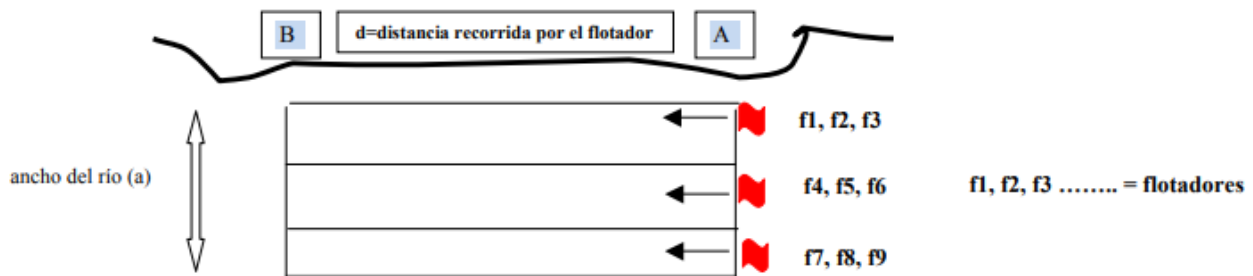 B
d=distancia recorrida por el flotador
A
f1, f2, f3
ancho del río (a)
f4, f5, f6
f1, f2, f3 …….. = flotadores
f7, f8, f9